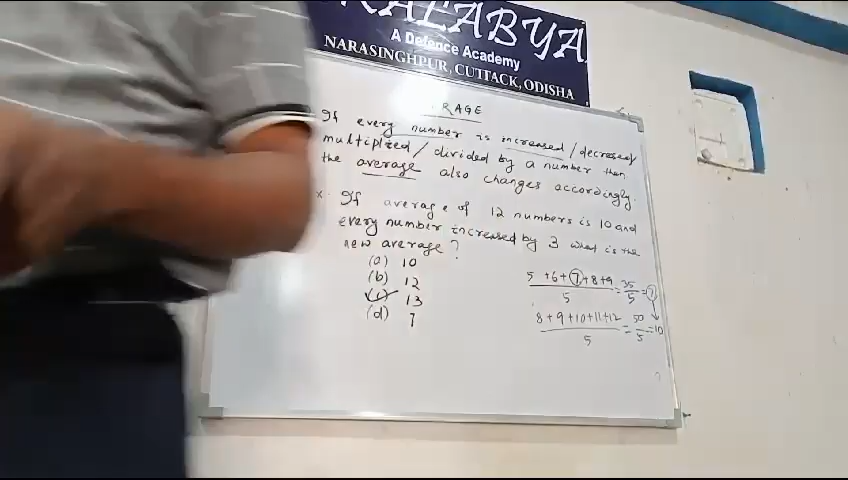 KALABYA
A Defence Academy
NARASINGHPUR, CUTTACK, ODISHA
RAGE
If every number is increased/decreased/
multiplied/divided by a number then
the average also changes accordingly.
If average of 12 numbers is 10 and
every number increased by 3 what is the
new average?
(a) 10
(b) 12
(c) 13
(d) 7
5 +6+7+8+9 / 5 = 35/5 = 7
8+9+10+11+12 / 5 = 50/5 = 10